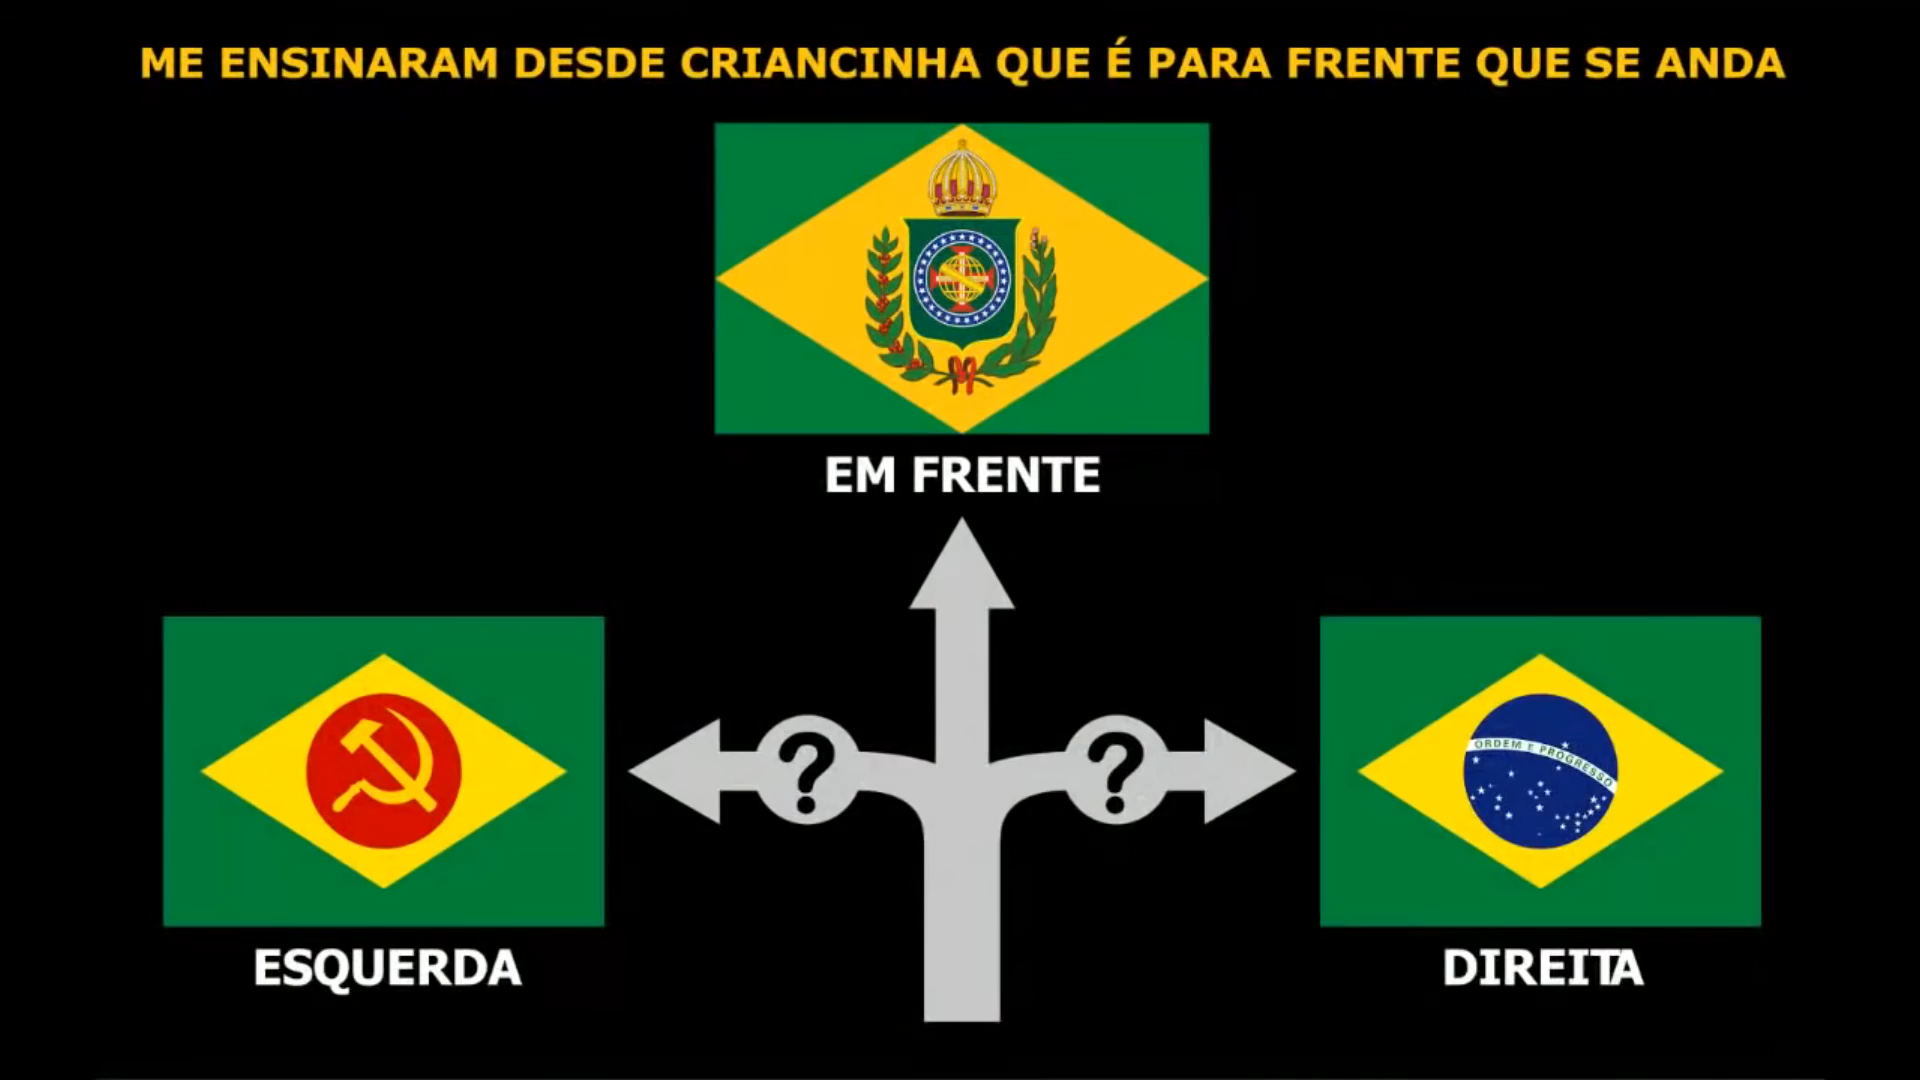 ME ENSINARAM DESDE CRIANCINHA QUE É PARA FRENTE QUE SE ANDA
EM FRENTE
?
?
ORDEM E PROGRESSO
ESQUERDA
DIREITA